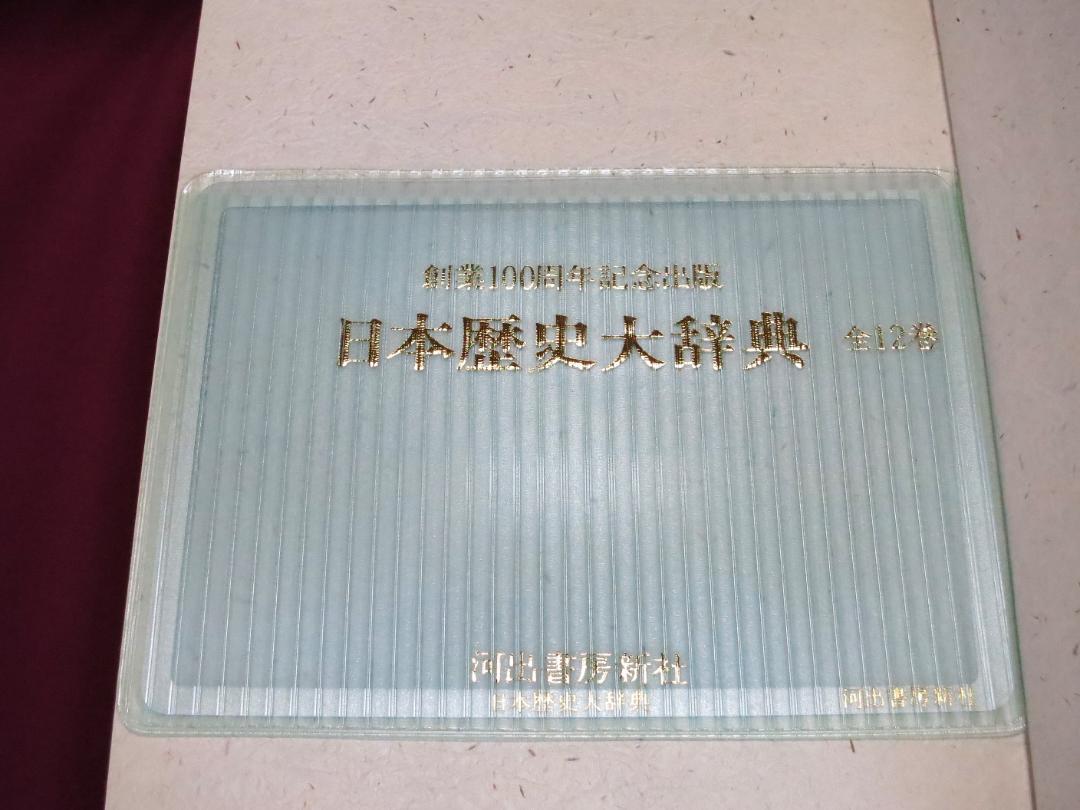 創業100周年記念出版
日本歴史大辞典 全12巻
河出書房新社
日本歴史大辞典 河出書房新社